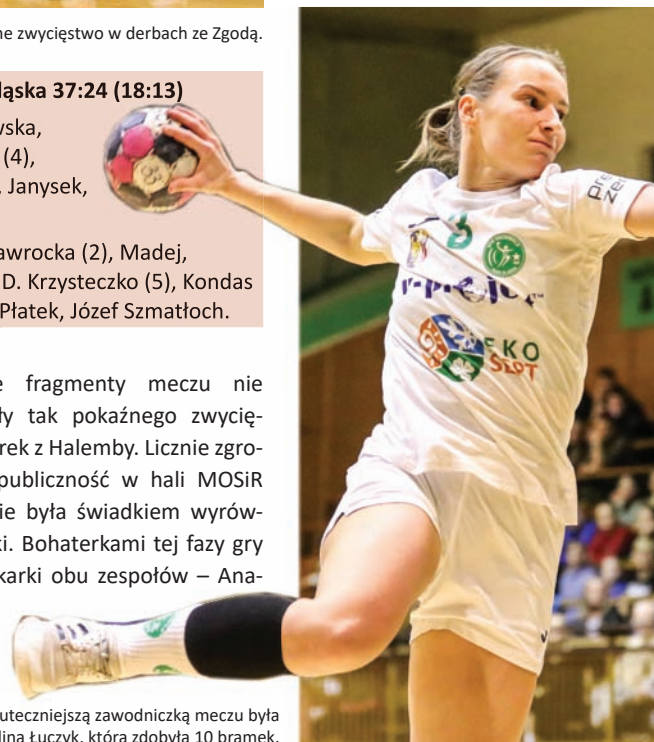 ne zwycięstwo w derbach ze Zgodą.
ląska 37:24 (18:13)
wska,
(4),
, Janysek,
awrocka (2), Madej,
D. Krzysteczko (5), Kondas
Płatek, Józef Szmatłoch.
e fragmenty meczu nie
ły tak pokaźnego zwycię-
rek z Halemby. Licznie zgro-
publiczność w hali MOSiR
ie była świadkiem wyrów-
ki. Bohaterkami tej fazy gry
karki obu zespołów – Ana-
uteczniejszą zawodniczką meczu była
lina Łuczyk, która zdobyła 10 bramek.
3
EKO
SEPT